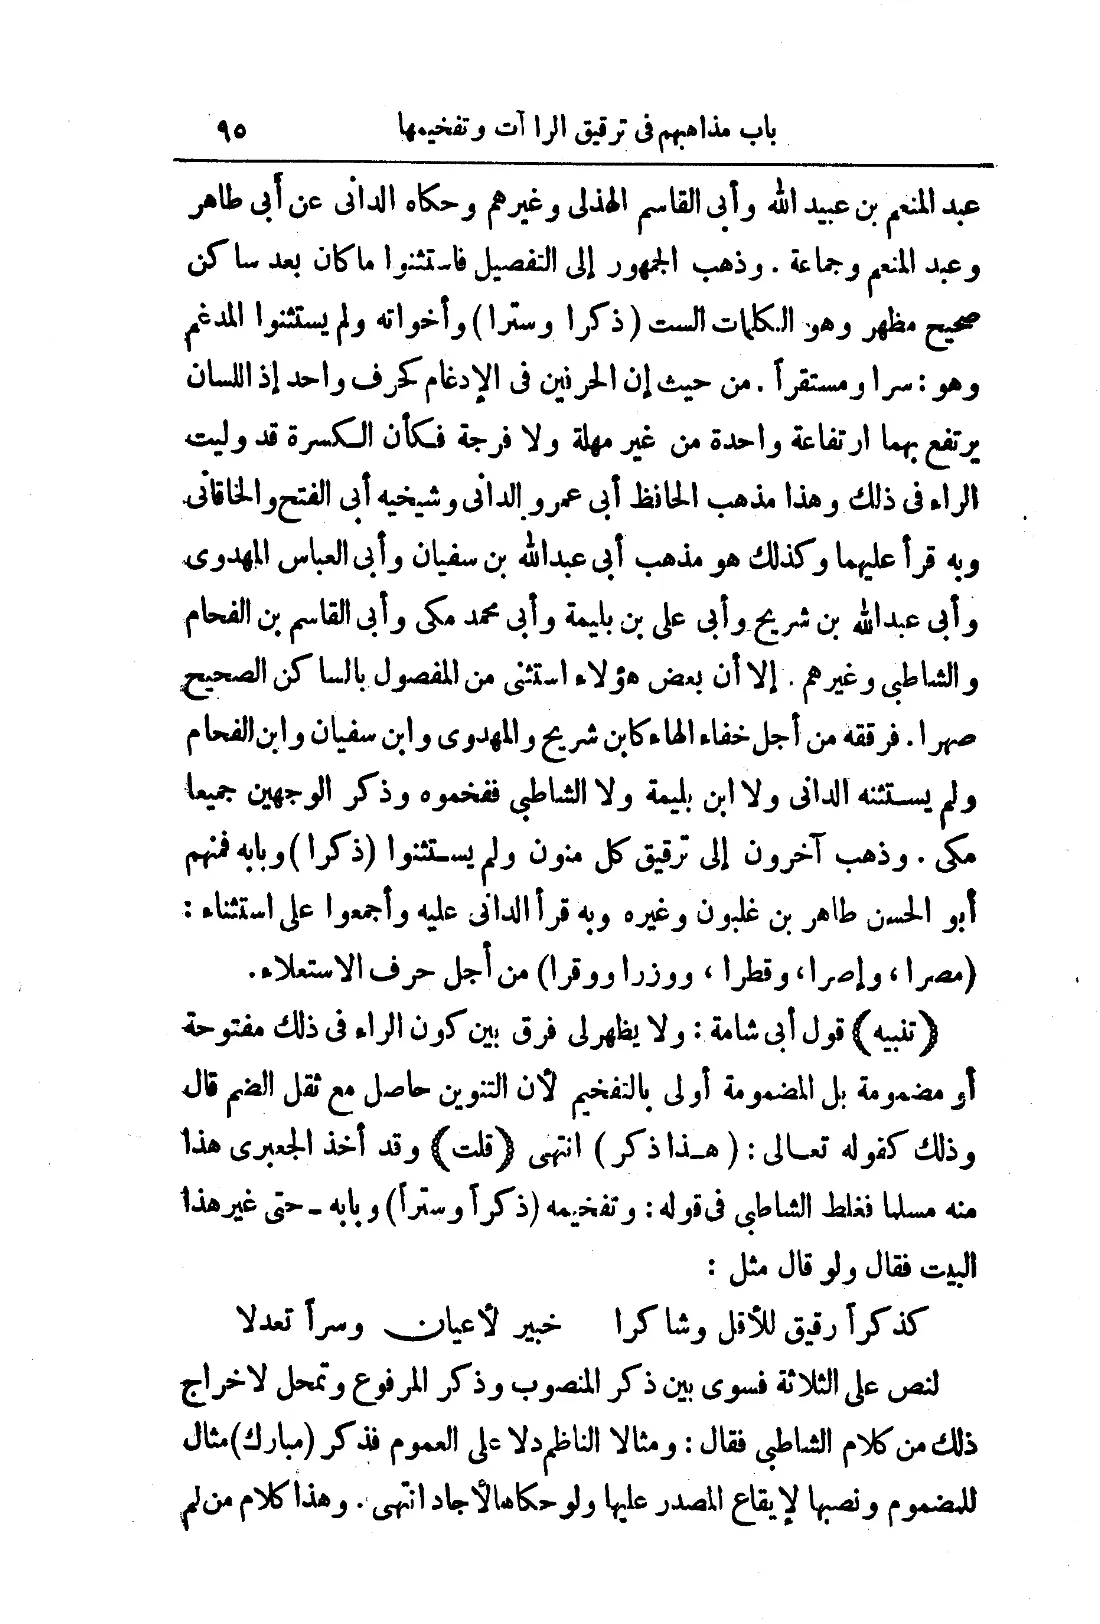 باب مذاهبهم فى ترقيق الراآت وتفخيمها ٩٥
عبد المنعم بن عبيد الله وأبى القاسم الهذلى وغيرهم وحكاه الدانى عن أبى طاهر
وعبد المنعم وجماعة . وذهب الجمهور إلى التفصيل فاستثنوا ما كان بعد ساكن
صحيح مظهر وهو الكلمات الست ( ذكرا وسترا ) وأخواته ولم يستثنوا المدغم
وهو : سرا ومستقرأ . من حيث إن الحرفين فى الإدغام كحرف واحد إذ اللسان
يرتفع بهما ارتفاعة واحدة من غير مهلة ولا فرجة فكأن الكسرة قد وليت
الراء فى ذلك وهذا مذهب الحافظ أبى عمرو الدانى وشيخيه أبى الفتح والخاقانى
وبه قرأ عليهما وكذلك هو مذهب أبى عبدالله بن سفيان وأبى العباس المهدوى
وأبى عبدالله بن شريح وأبى على بن بليمة وأبى محمد مكى وأبى القاسم بن الفحام
والشاطبى وغيرهم . إلا أن بعض هؤلاء استثنى من المفصول بالساكن الصحيح
صهرا . فرققه من أجل خفاء الهاء كابن شريح والمهدوى وابن سفيان وابن الفحام
ولم يستثنه الدانى ولا ابن بليمة ولا الشاطبى ففخموه وذكر الوجهين جميعا
مكى . وذهب آخرون إلى ترقيق كل منون ولم يستثنوا ( ذكرا ) وبابه فمنهم
أبو الحسن طاهر بن غلبون وغيره وبه قرأ الدانى عليه وأجمعوا على استثناء :
(مصرا ، وإصرا، وقطرا ، ووزرا ووقرا) من أجل حرف الاستعلاء .
(تنبيه) قول أبى شامة : ولا يظهر لى فرق بين كون الراء فى ذلك مفتوحة
أو مضمومة بل المضمومة أولى بالتفخيم لأن التنوين حاصل مع ثقل الضم قال
وذلك كقوله تعالى : ( هذا ذكر ) انتهى (قلت) وقد أخذ الجعبرى هذا
منه مسلما فغلط الشاطبى فى قوله : وتفخيمه (ذكرأ وسترأ) وبابه ـ حتى غير هذا
البيت فقال ولو قال مثل :
كذكرأ رقيق للأقل وشاكرا خبير لأعيان وسرأ تعدلا
لنص على الثلاثة فسوى بين ذكر المنصوب وذكر المرفوع وتمحل لاخراج
ذلك من كلام الشاطبى فقال : ومثالا الناظم دلا على العموم فذكر (مبارك) مثال
للمضموم ونصبها لإيقاع المصدر عليها ولو حكاها لأجاد انتهى . وهذا كلام من لم